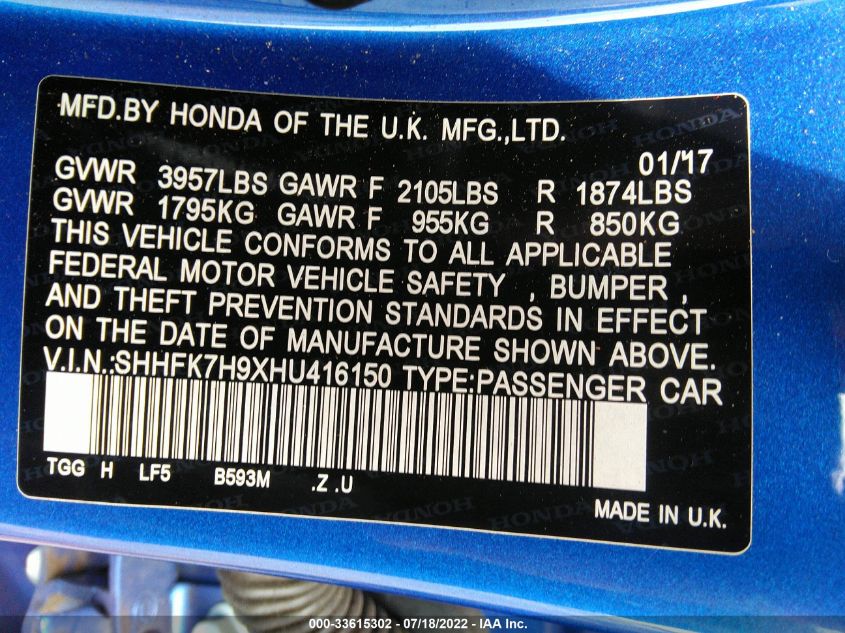 MFD.BY HONDA OF THE U.K. MFG.,LTD.
01/17
GVWR 3957LBS GAWR F 2105LBS R 1874LBS
GVWR 1795KG GAWR F 955KG R 850KG
THIS VEHICLE CONFORMS TO ALL APPLICABLE
FEDERAL MOTOR VEHICLE SAFETY , BUMPER ,
AND THEFT PREVENTION STANDARDS IN EFFECT
ON THE DATE OF MANUFACTURE SHOWN ABOVE.
V.I.N.:SHHFK7H9XHU416150 TYPE:PASSENGER CAR
TGG H LF5 B593M .Z .U
MADE IN U.K.
000-33615302 / 07/18/2022 - IAA Inc.